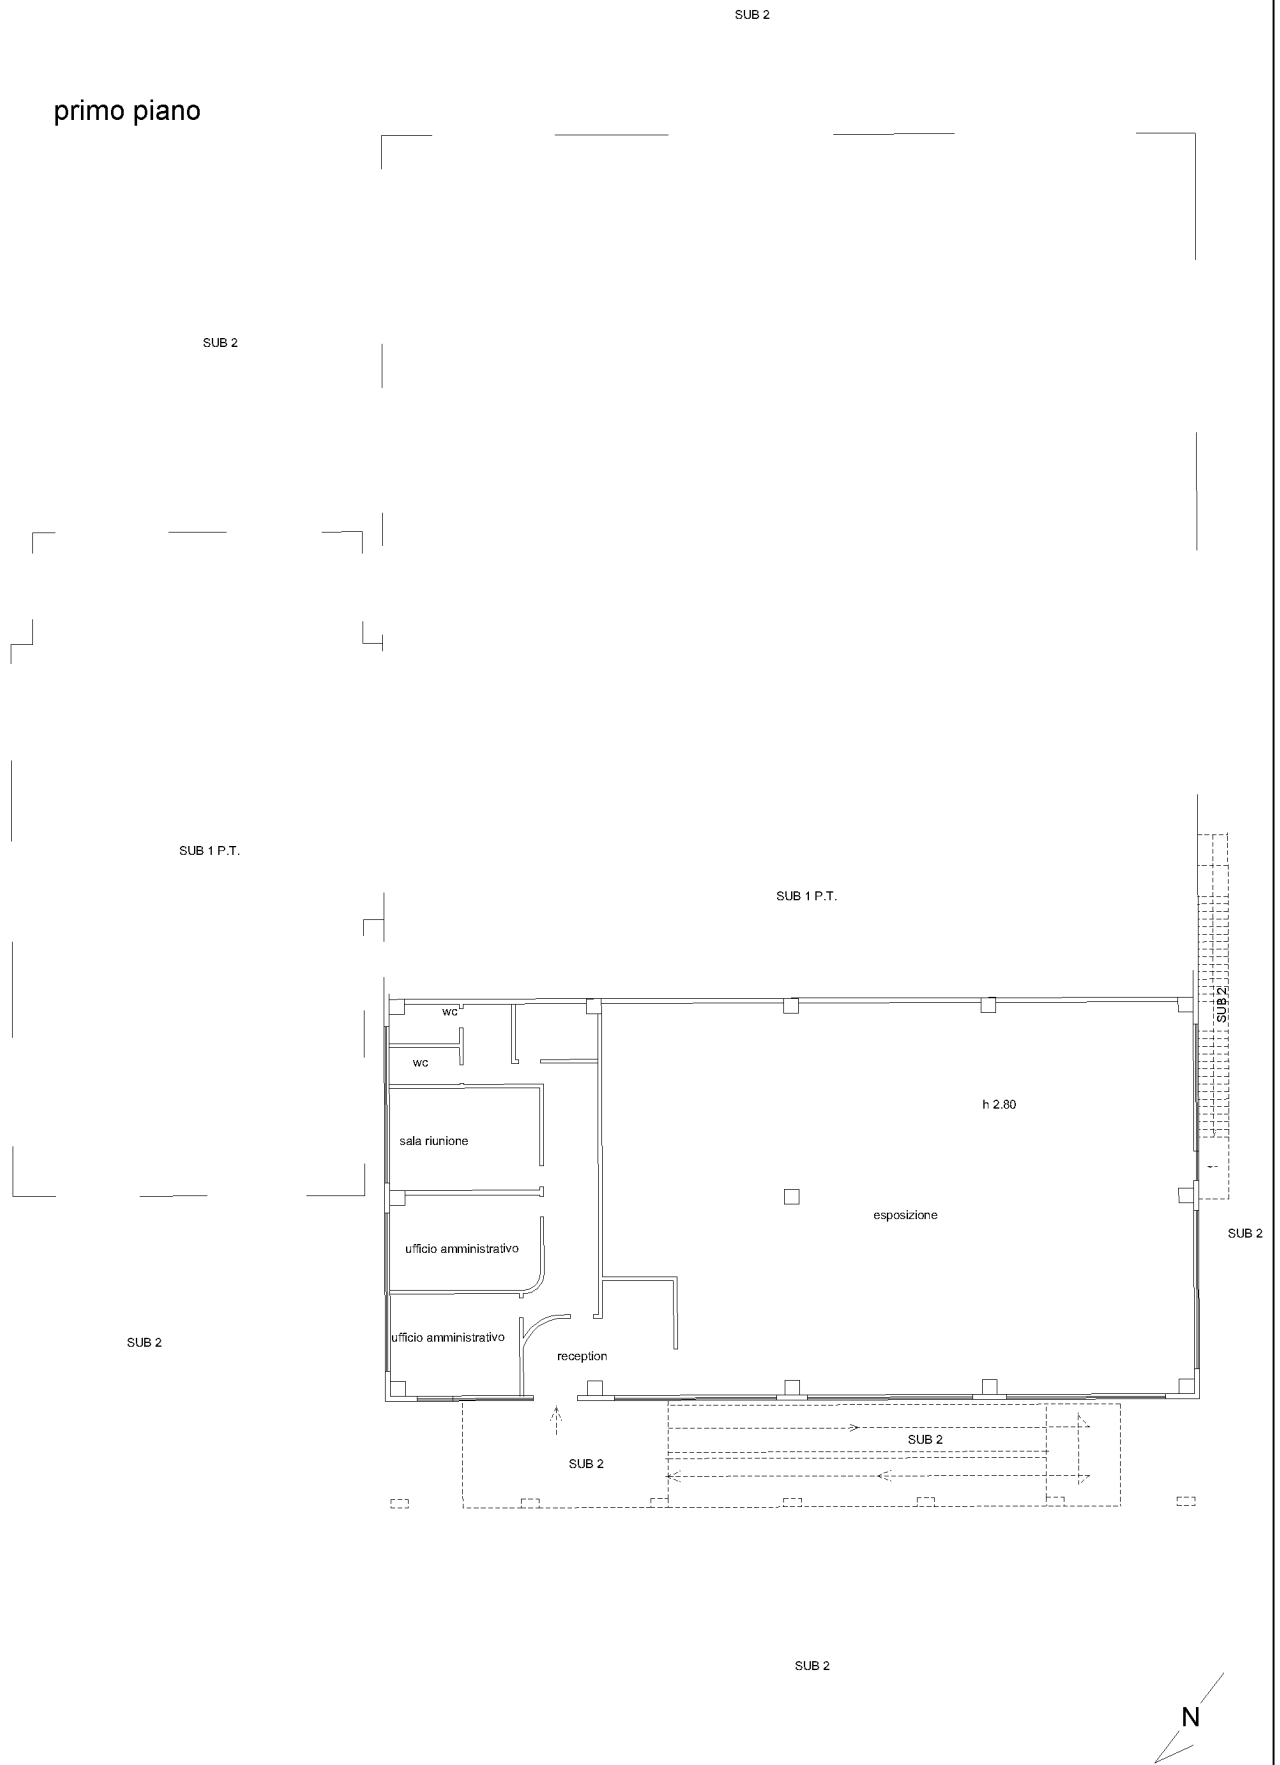 SUB 2
primo piano
SUB 2
SUB 1 P.T.
SUB 1 P.T.
SUB 2
wc
wc
h 2.80
sala riunione
esposizione
SUB 2
ufficio amministrativo
ufficio amministrativo
SUB 2
reception
SUB 2
SUB 2
SUB 2
N